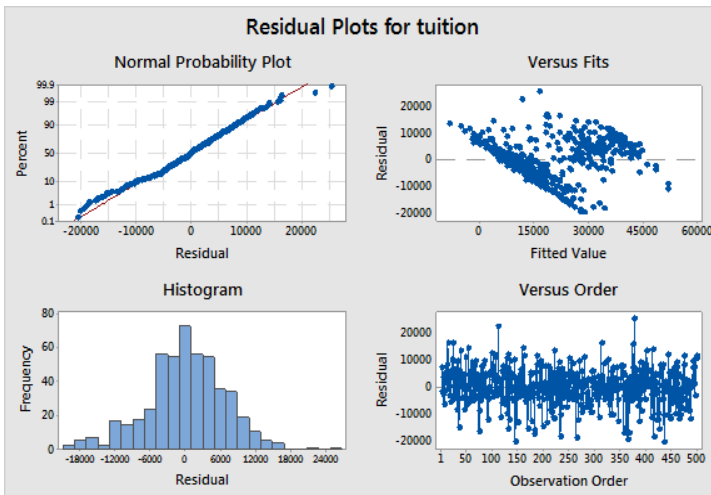 Residual Plots for tuition
Normal Probability Plot
99.9
99
90
50
10
1
0.1
Percent
-20000 -10000 0 10000 20000
Residual
Versus Fits
20000
10000
0
-10000
-20000
Residual
0 15000 30000 45000 60000
Fitted Value
Histogram
80
60
40
20
0
Frequency
-18000 -12000 -6000 0 6000 12000 18000 24000
Residual
Versus Order
20000
10000
0
-10000
-20000
Residual
1 50 100 150 200 250 300 350 400 450 500
Observation Order